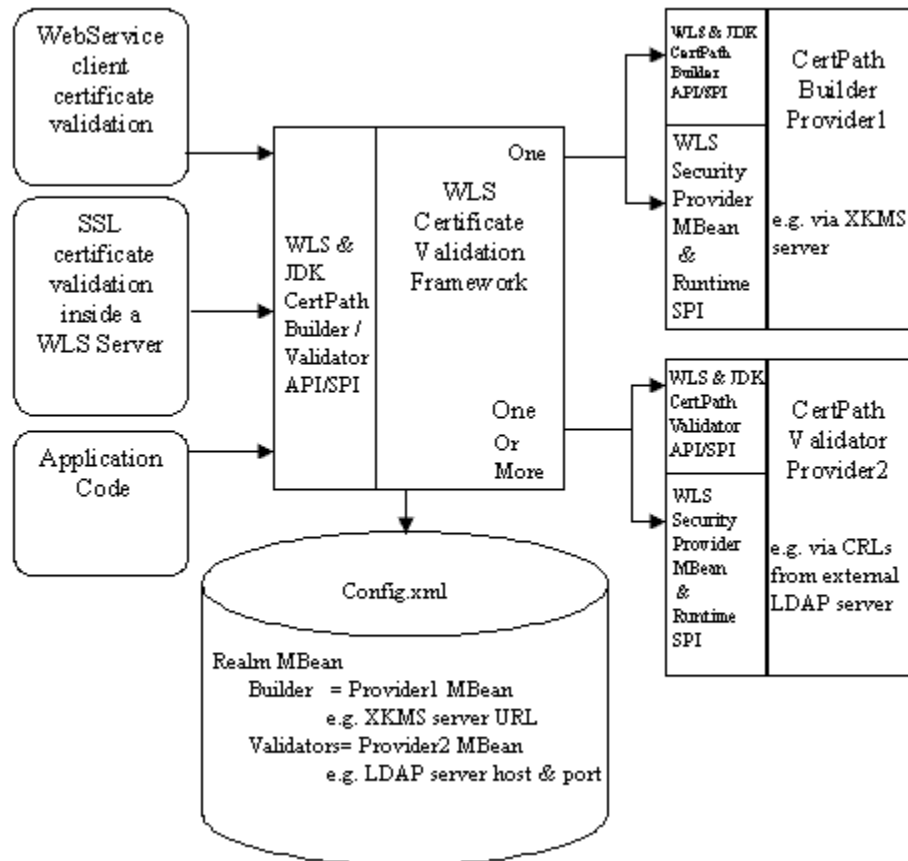 WebService
client
certificate
validation
SSL
certificate
validation
inside a
WLS Server
Application
Code
WLS &
JDK
CertPath
Builder /
Validator
API/SPI
One
WLS
Certificate
Validation
Framework
One
Or
More
WLS & JDK
CertPath
Builder
API/SPI
WLS
Security
Provider
MBean
&
Runtime
SPI
CertPath
Builder
Provider1
e.g. via XKMS
server
WLS & JDK
CertPath
Validator
API/SPI
WLS
Security
Provider
MBean
&
Runtime
SPI
CertPath
Validator
Provider2
e.g. via CRLs
from external
LDAP server
Config.xml
Realm MBean
Builder = Provider1 MBean
e.g. XKMS server URL
Validators= Provider2 MBean
e.g. LDAP server host & port